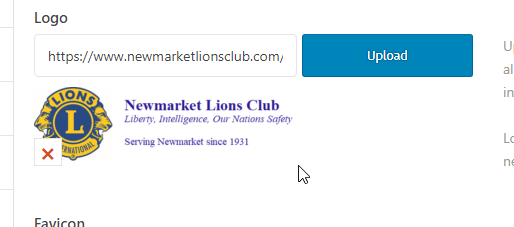 Logo
https://www.newmarketlionsclub.com/
Upload
LIONS
L
INTERNATIONAL
Newmarket Lions Club
Liberty, Intelligence, Our Nations Safety
Serving Newmarket since 1931
Favicon